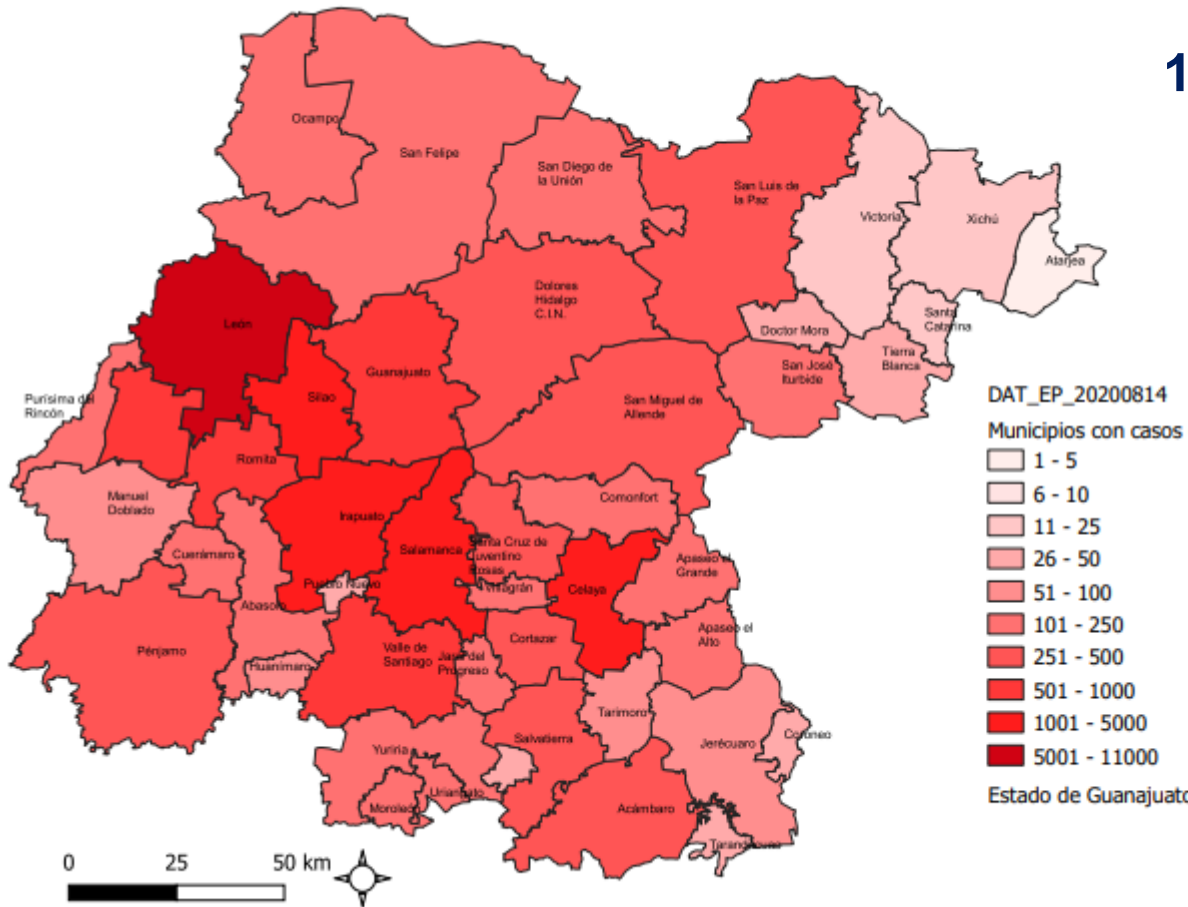 1
Ocampo
San Felipe
San Diego de
la Unión
San Luis de
la Paz
Victoria
Xichú
Atarjea
Dolores
Hidalgo
C.I.N.
León
Santa
Catarina
Doctor Mora
Tierra
Blanca
San José
Iturbide
Guanajuato
Silao
Purísima del
Rincón
San Miguel de
Allende
Romita
Manuel
Doblado
Comonfort
Irapuato
Salamanca
Santa Cruz de
Juventino
Rosas
Cuerámaro
Apaseo el
Grande
Pueblo Nuevo
Villagrán
Celaya
Abasolo
Apaseo el
Alto
Cortazar
Pénjamo
Valle de
Santiago
Jaral del
Progreso
Huanímaro
Tarimoro
Salvatierra
Jerécuaro
Coroneo
Yuriria
Uriangato
Moroleón
Acámbaro
Tarandacuao
DAT_EP_20200814
Municipios con casos
1 - 5
6 - 10
11 - 25
26 - 50
51 - 100
101 - 250
251 - 500
501 - 1000
1001 - 5000
5001 - 11000
Estado de Guanajuato
0 25 50 km